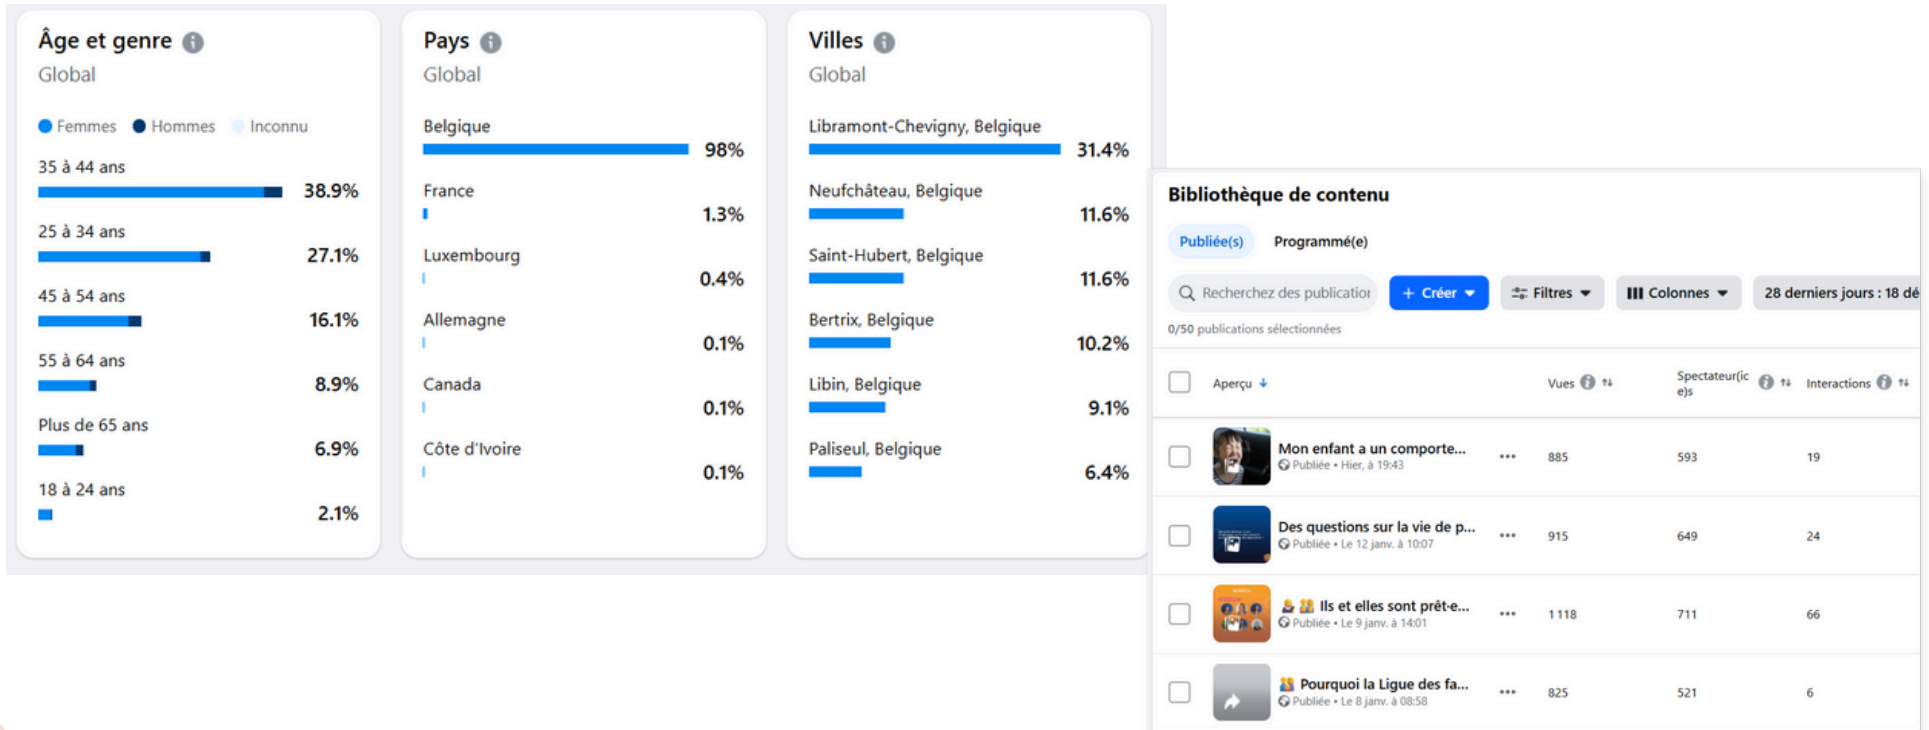 Âge et genre
Global
Femmes Hommes Inconnu
35 à 44 ans
38.9%
25 à 34 ans
27.1%
45 à 54 ans
16.1%
55 à 64 ans
8.9%
Plus de 65 ans
6.9%
18 à 24 ans
2.1%
Pays
Global
Belgique
98%
France
1.3%
Luxembourg
0.4%
Allemagne
0.1%
Canada
0.1%
Côte d'Ivoire
0.1%
Villes
Global
Libramont-Chevigny, Belgique
31.4%
Neufchâteau, Belgique
11.6%
Saint-Hubert, Belgique
11.6%
Bertrix, Belgique
10.2%
Libin, Belgique
9.1%
Paliseul, Belgique
6.4%
Bibliothèque de contenu
Publiée(s) Programmé(e)
Recherchez des publication + Créer Filtres Colonnes 28 derniers jours : 18 dé
0/50 publications sélectionnées
Aperçu Vues Spectateur(ic
e)s Interactions
Mon enfant a un comporte... ••• 885 593 19
Publiée • Hier, à 19:43
Des questions sur la vie de p... ••• 915 649 24
Publiée • Le 12 janv. à 10:07
Ils et elles sont prêt·e... ••• 1 118 711 66
Publiée • Le 9 janv. à 14:01
Pourquoi la Ligue des fa... ••• 825 521 6
Publiée • Le 8 janv. à 08:58